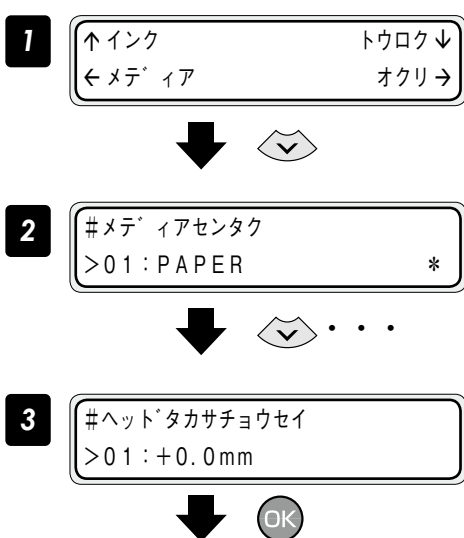 1
↑インク トウロク↓
←メデ゛ィア オクリ→
2
#メデ゛ィアセンタク
>01:PAPER *
・・・
3
#ヘット゛タカサチョウセイ
>01:+0.0mm
OK